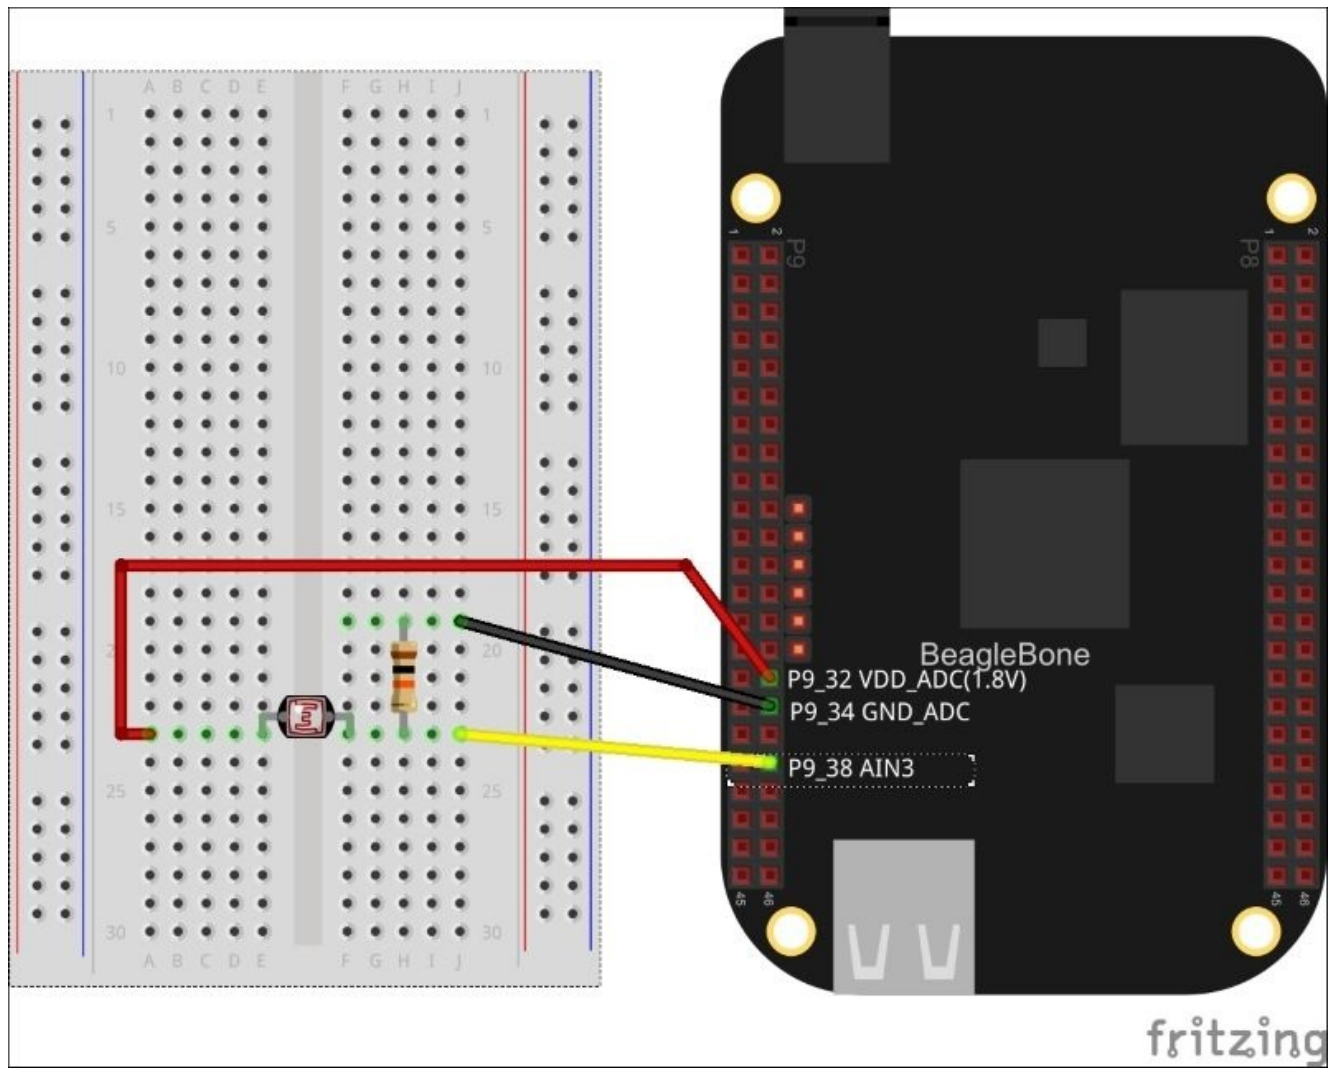 A B C D E F G H I J
1 1
1 2 1 2
P9 P8
5 5
10 10
15 15
20
BeagleBone
P9_32 VDD_ADC(1.8V)
P9_34 GND_ADC
P9_38 AIN3
25 25
45 46 45 46
30 30
A B C D E F G H I J
fritzing